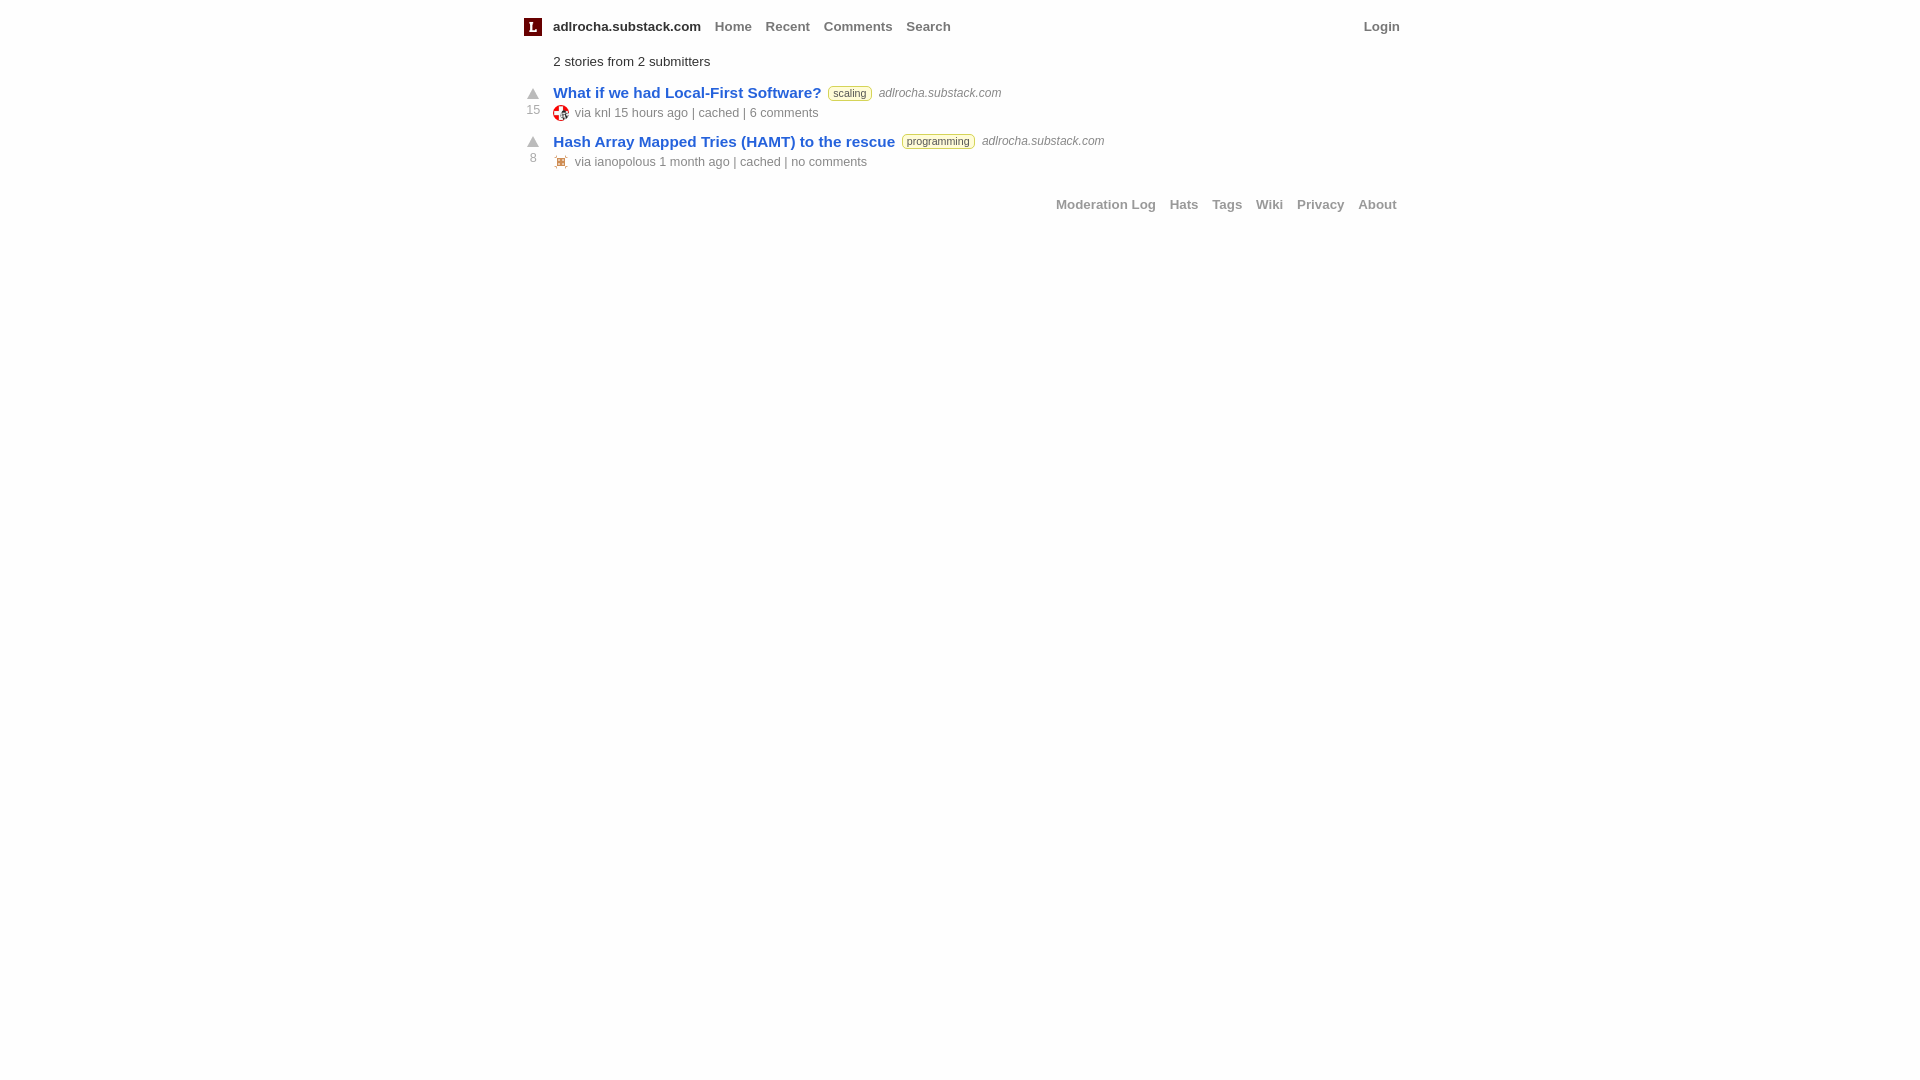 L adlrocha.substack.com Home Recent Comments Search Login
2 stories from 2 submitters
What if we had Local-First Software? scaling adlrocha.substack.com
15 via knl 15 hours ago | cached | 6 comments
Hash Array Mapped Tries (HAMT) to the rescue programming adlrocha.substack.com
8 via ianopolous 1 month ago | cached | no comments
Moderation Log Hats Tags Wiki Privacy About